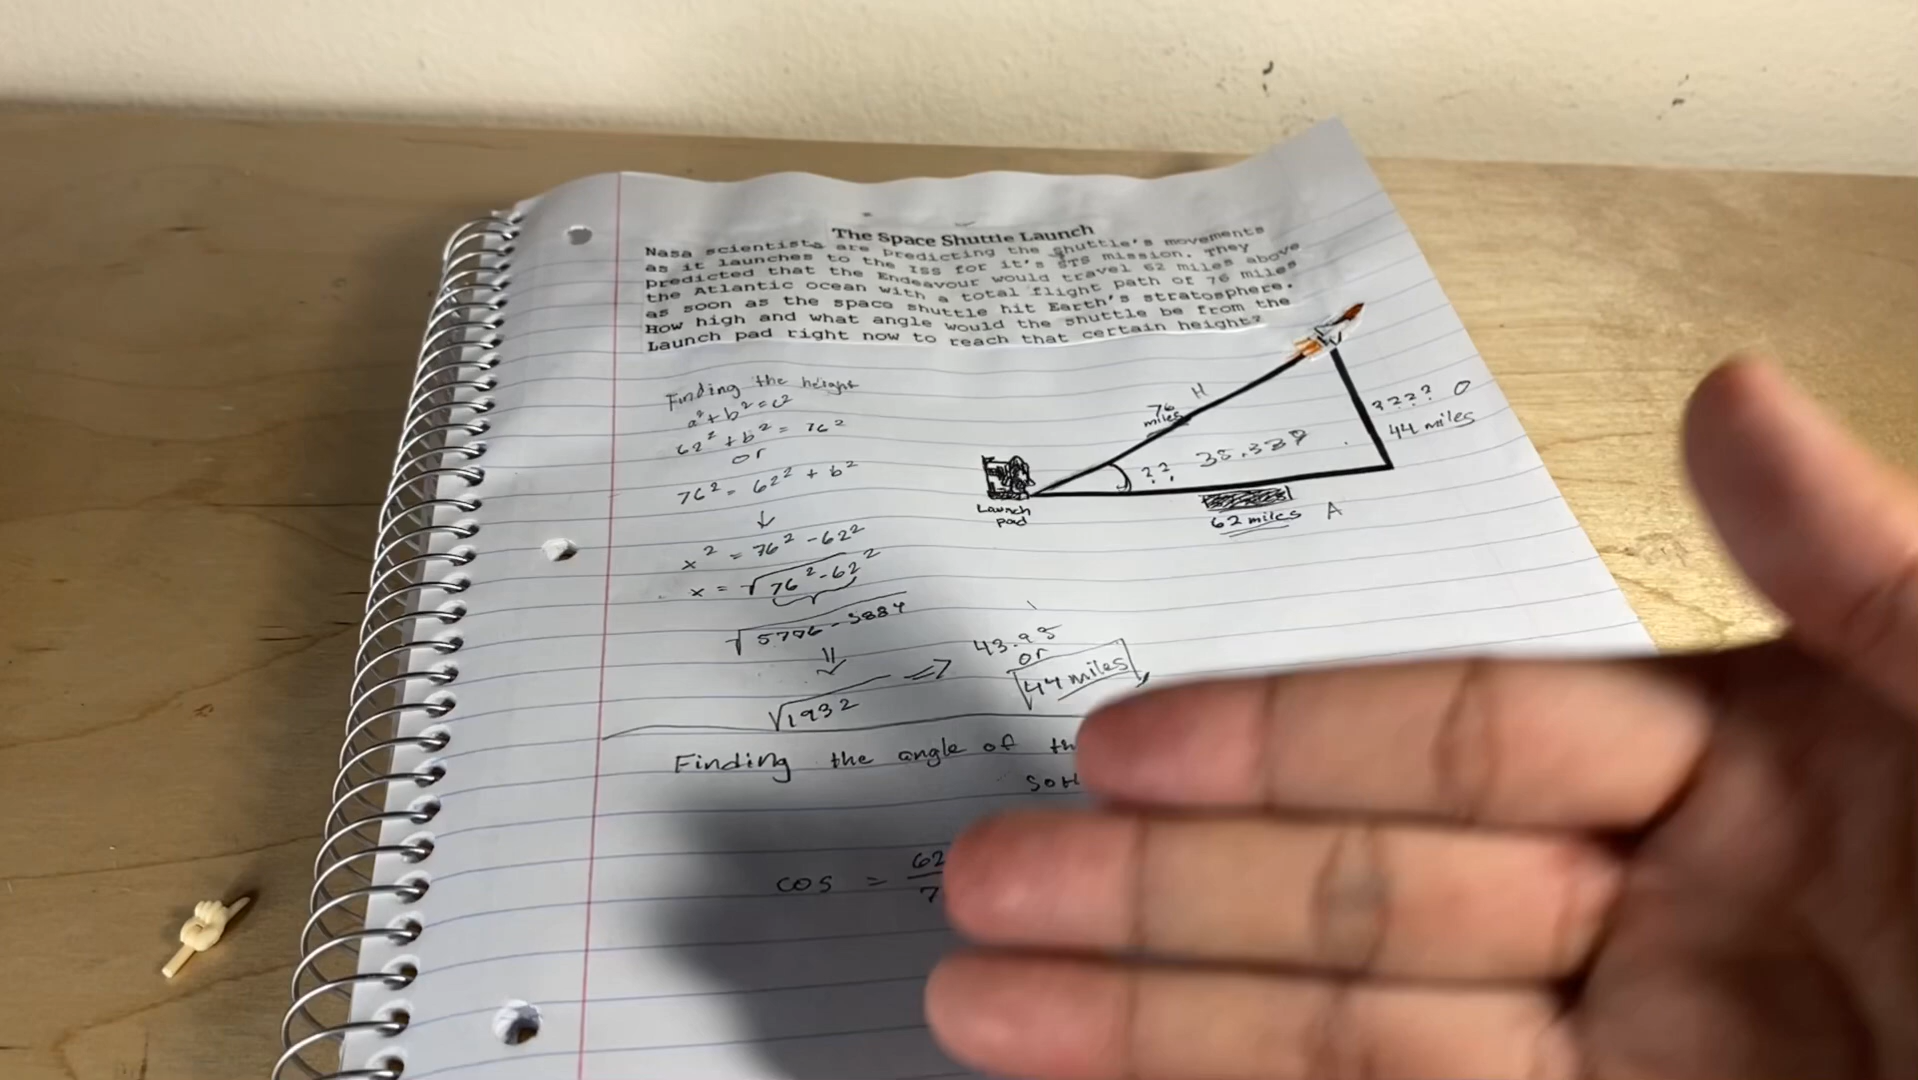 The Space Shuttle Launch
Nasa scientists are predicting the shuttle's movements
as it launches to the ISS for it's STS mission. They
predicted that the Endeavour would travel 62 miles above
the Atlantic ocean with a total flight path of 76 miles
as soon as the space shuttle hit Earth's stratosphere.
How high and what angle would the shuttle be from the
Launch pad right now to reach that certain height?
Finding the height
a² + b² = c²
62² + b² = 76²
or
76² = 62² + b²
↓
x² = 76² - 62²
x = √76² - 62²
√5776 - 3884
√1932 => 43.95
or
44 miles
76
miles
H
???? O
44 miles
??
Launch
pad
62 miles A
Finding the angle of th
SOH
cos = 62
7